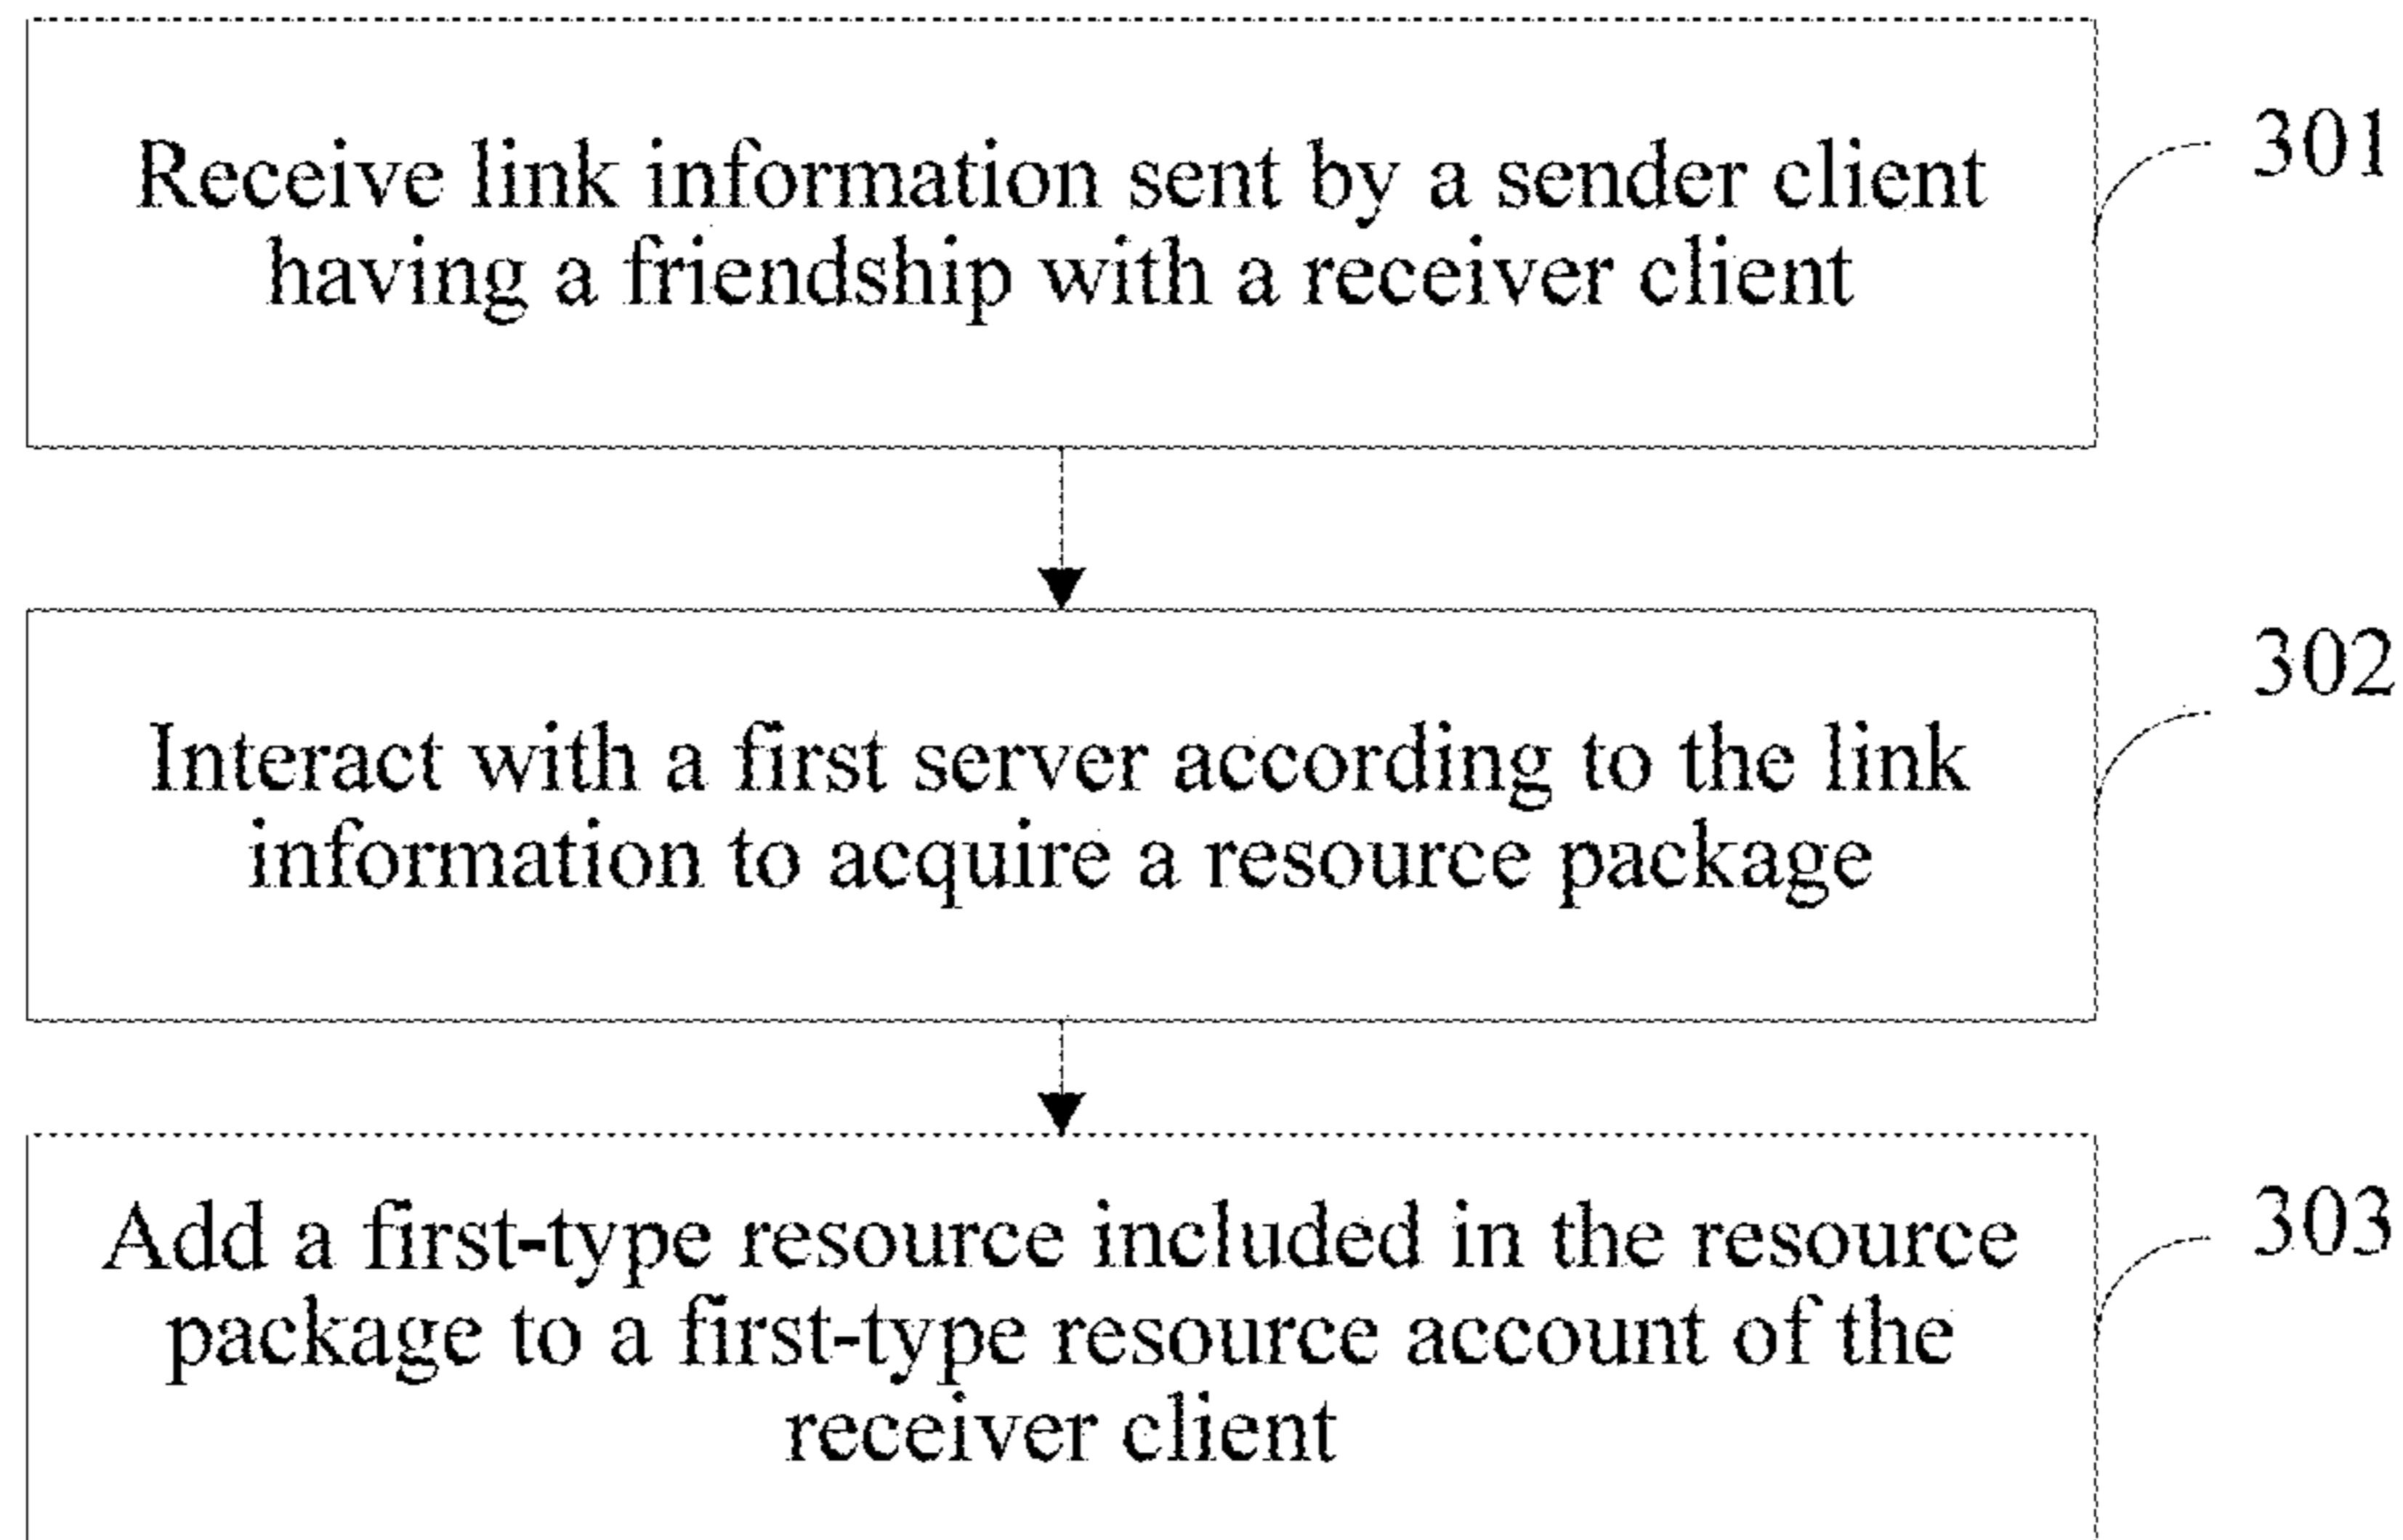 Receive link information sent by a sender client
having a friendship with a receiver client
301
Interact with a first server according to the link
information to acquire a resource package
302
Add a first-type resource included in the resource
package to a first-type resource account of the
receiver client
303